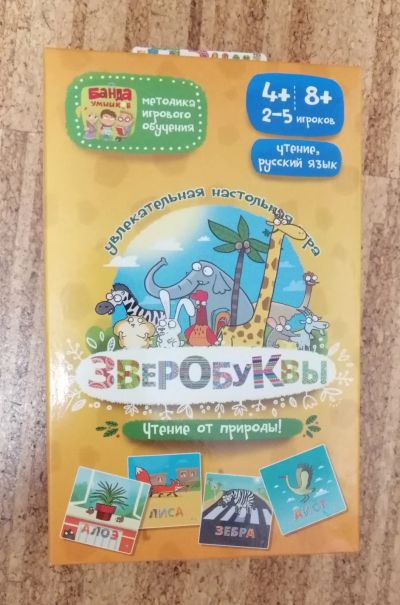 БАНДА
УМНИКОВ
методика
игрового
обучения
4+ 8+
2-5 игроков
чтение,
русский язык
увлекательная настольная игра
ЗВЕРОБУКВЫ
Чтение от природы!
АЛОЭ
ЛИСА
ЗЕБРА
АИСТ